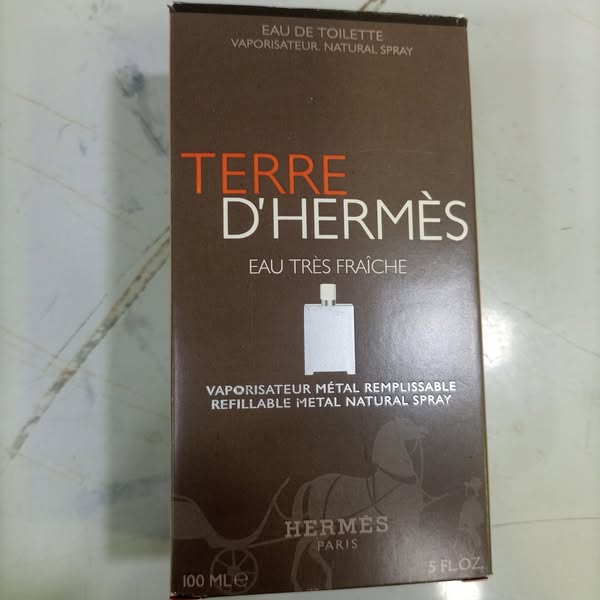 EAU DE TOILETTE
VAPORISATEUR. NATURAL SPRAY
TERRE
D'HERMÈS
EAU TRÈS FRAÎCHE
VAPORISATEUR MÉTAL REMPLISSABLE
REFILLABLE METAL NATURAL SPRAY
HERMÈS
PARIS
100 ML℮ 5 FL.OZ.